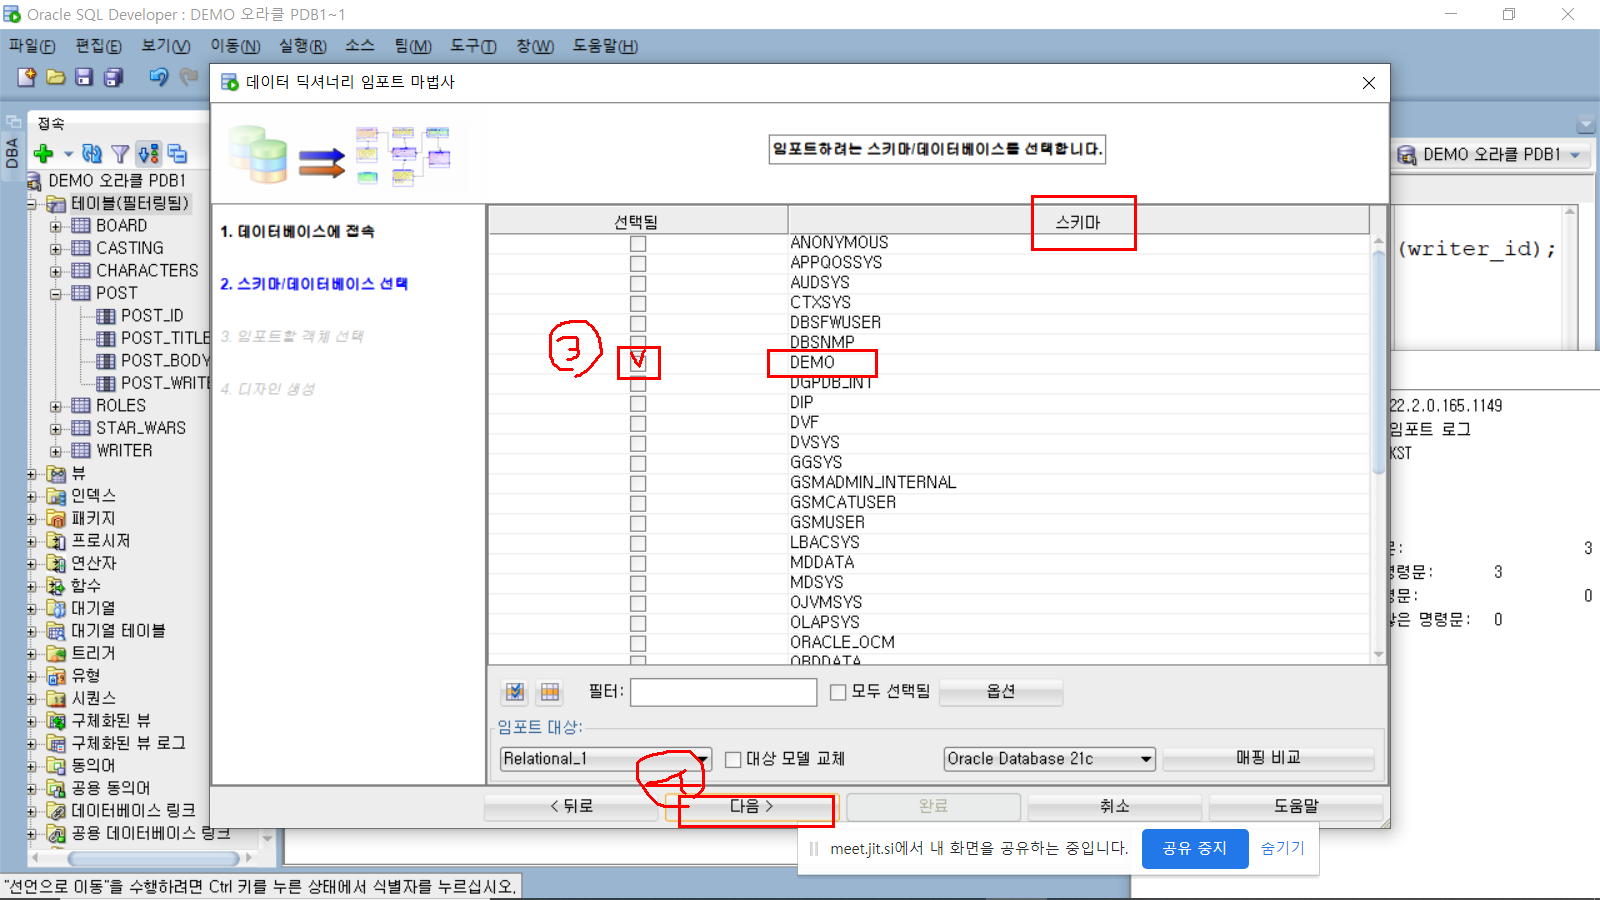 Oracle SQL Developer : DEMO 오라클 PDB1~1
파일(F) 편집(E) 보기(V) 이동(N) 실행(R) 소스 팀(M) 도구(T) 창(W) 도움말(H)
데이터 딕셔너리 임포트 마법사
임포트하려는 스키마/데이터베이스를 선택합니다.
DBA
접속
DEMO 오라클 PDB1
테이블(필터링됨)
BOARD
CASTING
CHARACTERS
POST
POST_ID
POST_TITLE
POST_BODY
POST_WRITE
ROLES
STAR_WARS
WRITER
뷰
인덱스
패키지
프로시저
연산자
함수
대기열
대기열 테이블
트리거
유형
시퀀스
구체화된 뷰
구체화된 뷰 로그
동의어
공용 동의어
데이터베이스 링크
공용 데이터베이스 링크
1. 데이터베이스에 접속
2. 스키마/데이터베이스 선택
3. 임포트할 객체 선택
4. 디자인 생성
선택됨 스키마
ANONYMOUS
APPQOSSYS
AUDSYS
CTXSYS
DBSFWUSER
DBSNMP
③ V DEMO
DGPDB_INT
DIP
DVF
DVSYS
GGSYS
GSMADMIN_INTERNAL
GSMCATUSER
GSMUSER
LBACSYS
MDDATA
MDSYS
OJVMSYS
OLAPSYS
ORACLE_OCM
ORDDATA
필터: 모두 선택됨 옵션
임포트 대상:
Relational_1 대상 모델 교체 Oracle Database 21c 매핑 비교
④
< 뒤로 다음 > 완료 취소 도움말
DEMO 오라클 PDB1
(writer_id);
22.2.0.165.1149
임포트 로그
KST
문: 3
명령문: 3
령문: 0
않은 명령문: 0
meet.jit.si에서 내 화면을 공유하는 중입니다. 공유 중지 숨기기
"선언으로 이동"을 수행하려면 Ctrl 키를 누른 상태에서 식별자를 누르십시오.